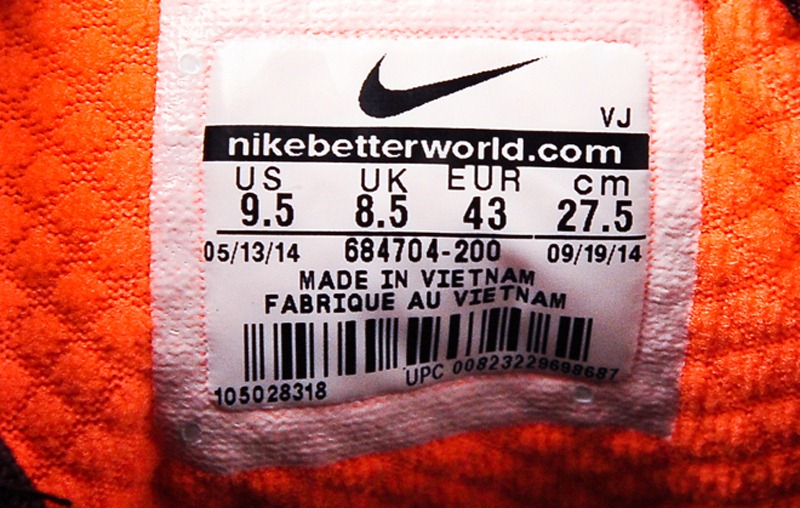 VJ
nikebetterworld.com
US UK EUR cm
9.5 8.5 43 27.5
05/13/14 684704-200 09/19/14
MADE IN VIETNAM
FABRIQUE AU VIETNAM
105028318 UPC 00823229698687